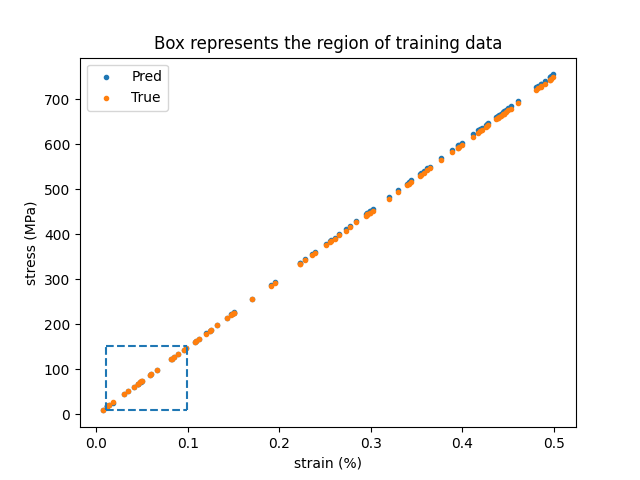 Box represents the region of training data
Pred
True
stress (MPa)
700
600
500
400
300
200
100
0
0.0
0.1
0.2
0.3
0.4
0.5
strain (%)